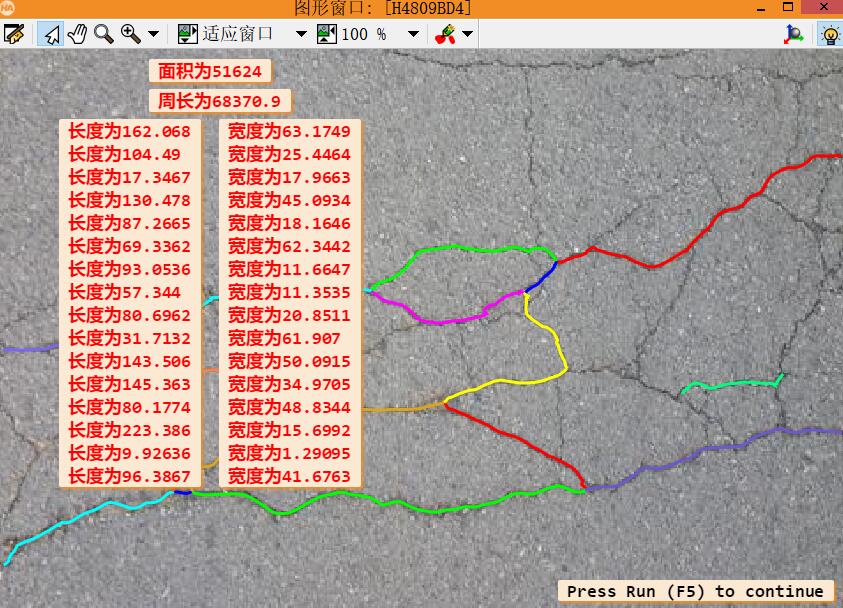 HA 图形窗口: [H4809BD4]
适应窗口 100 %
面积为51624
周长为68370.9
长度为162.068 宽度为63.1749
长度为104.49 宽度为25.4464
长度为17.3467 宽度为17.9663
长度为130.478 宽度为45.0934
长度为87.2665 宽度为18.1646
长度为69.3362 宽度为62.3442
长度为93.0536 宽度为11.6647
长度为57.344 宽度为11.3535
长度为80.6962 宽度为20.8511
长度为31.7132 宽度为61.907
长度为143.506 宽度为50.0915
长度为145.363 宽度为34.9705
长度为80.1774 宽度为48.8344
长度为223.386 宽度为15.6992
长度为9.92636 宽度为1.29095
长度为96.3867 宽度为41.6763
Press Run (F5) to continue